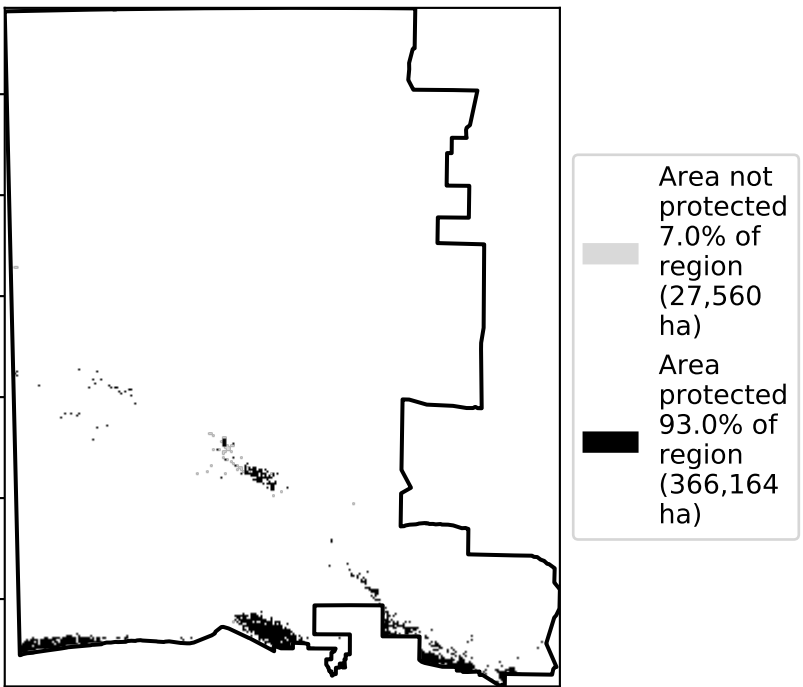 Area not
protected
7.0% of
region
(27,560
ha)
Area
protected
93.0% of
region
(366,164
ha)